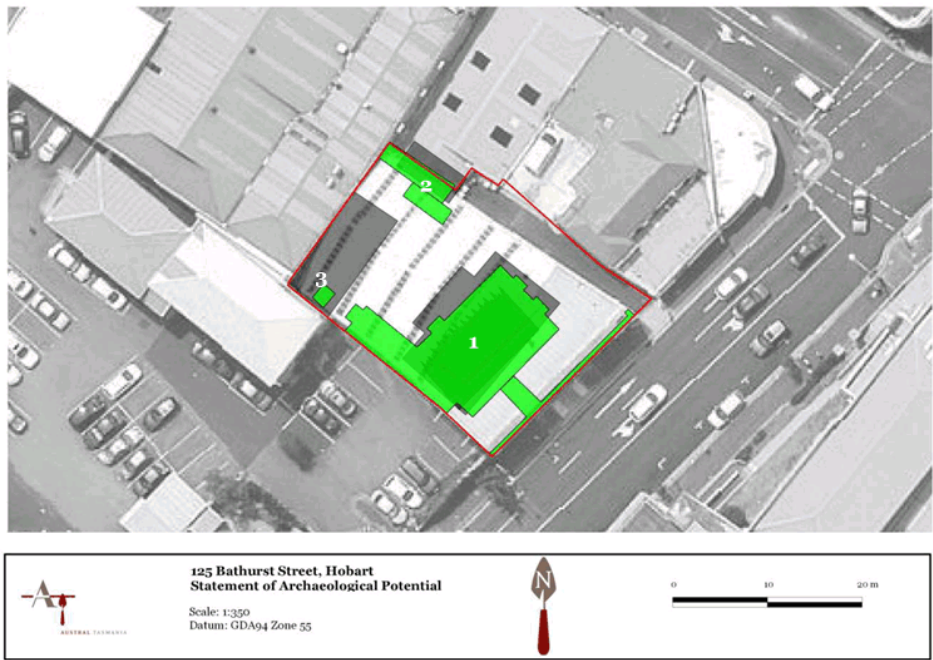 2
3
1
125 Bathurst Street, Hobart
Statement of Archaeological Potential
Scale: 1:350
Datum: GDA94 Zone 55
A
AUSTRAL TASMANIA
N
0 10 20 m